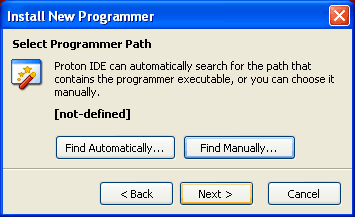 Install New Programmer
Select Programmer Path
Proton IDE can automatically search for the path that
contains the programmer executable, or you can choose it
manually.
[not-defined]
Find Automatically...
Find Manually...
< Back
Next >
Cancel